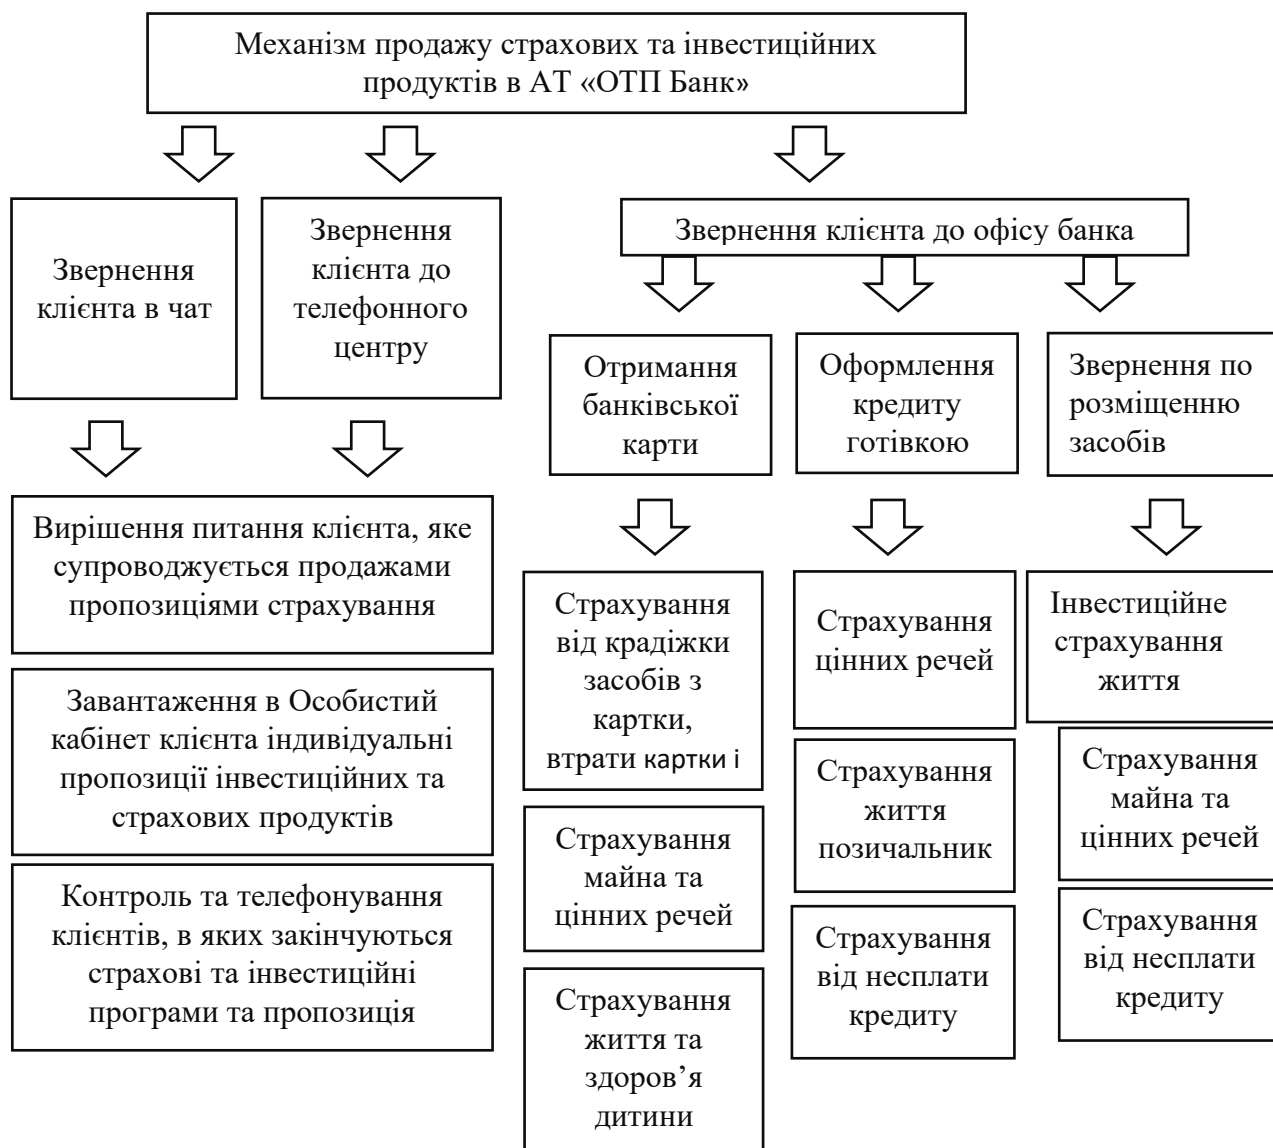 Механізм продажу страхових та інвестиційних
продуктів в АТ «ОТП Банк»
Звернення
клієнта в чат
Звернення
клієнта до
телефонного
центру
Звернення клієнта до офісу банка
Отримання
банківської
карти
Оформлення
кредиту
готівкою
Звернення по
розміщенню
засобів
Вирішення питання клієнта, яке
супроводжується продажами
пропозиціями страхування
Завантаження в Особистий
кабінет клієнта індивідуальні
пропозиції інвестиційних та
страхових продуктів
Контроль та телефонування
клієнтів, в яких закінчуються
страхові та інвестиційні
програми та пропозиція
Страхування
від крадіжки
засобів з
картки,
втрати картки і
Страхування
майна та
цінних речей
Страхування
життя та
здоров’я
дитини
Страхування
цінних речей
Страхування
життя
позичальник
Страхування
від несплати
кредиту
Інвестиційне
страхування
життя
Страхування
майна та
цінних речей
Страхування
від несплати
кредиту